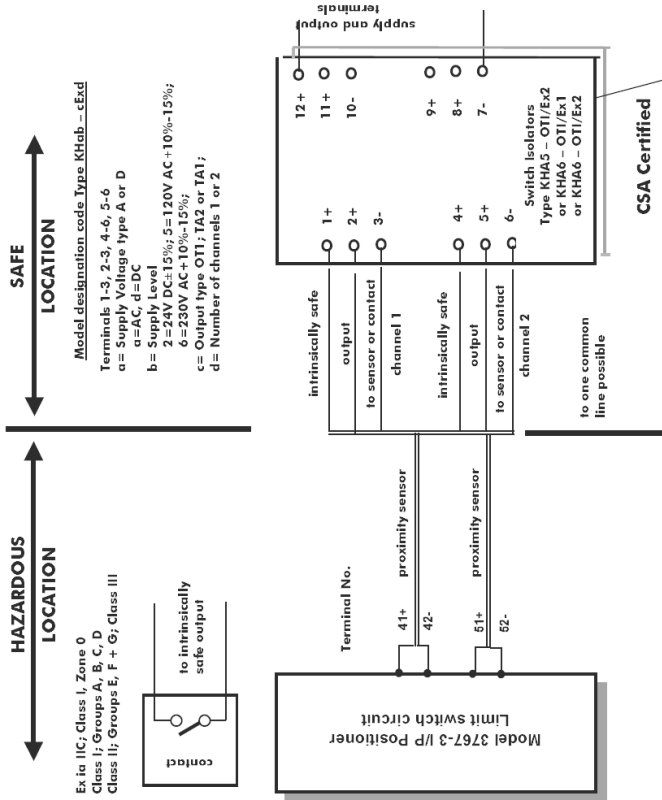 HAZARDOUS
LOCATION
SAFE
LOCATION
Ex ia IIC; Class I, Zone 0
Class I; Groups A, B, C, D
Class II; Groups E, F + G; Class III
Model designation code Type KHab – cExd
Terminals 1-3, 2-3, 4-6, 5-6
a= Supply Voltage type A or D
a=AC, d=DC
b= Supply Level
2=24V DC±15%; 5=120V AC+10%-15%;
6=230V AC+10%-15%;
c= Output type OT1; TA2 or TA1;
d= Number of channels 1 or 2
contact
to intrinsically
safe output
Terminal No.
Model 3767-3 I/P Positioner
Limit switch circuit
41+
42-
51+
52-
proximity sensor
proximity sensor
intrinsically safe
output
to sensor or contact
channel 1
intrinsically safe
output
to sensor or contact
channel 2
to one common
line possible
1+
2+
3-
4+
5+
6-
12+
11+
10-
9+
8+
7-
Switch Isolators
Type KHA5 – OTI/Ex2
or KHA6 – OTI/Ex1
or KHA6 – OTI/Ex2
supply and output
terminals
CSA Certified